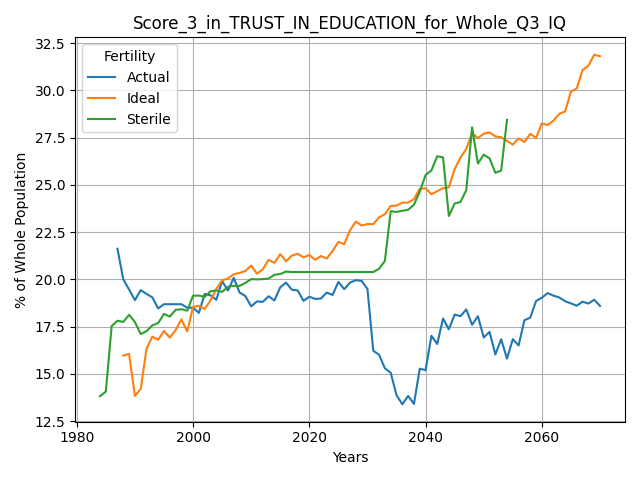 Score_3_in_TRUST_IN_EDUCATION_for_Whole_Q3_IQ
Fertility
Actual
Ideal
Sterile
% of Whole Population
32.5
30.0
27.5
25.0
22.5
20.0
17.5
15.0
12.5
1980 2000 2020 2040 2060
Years